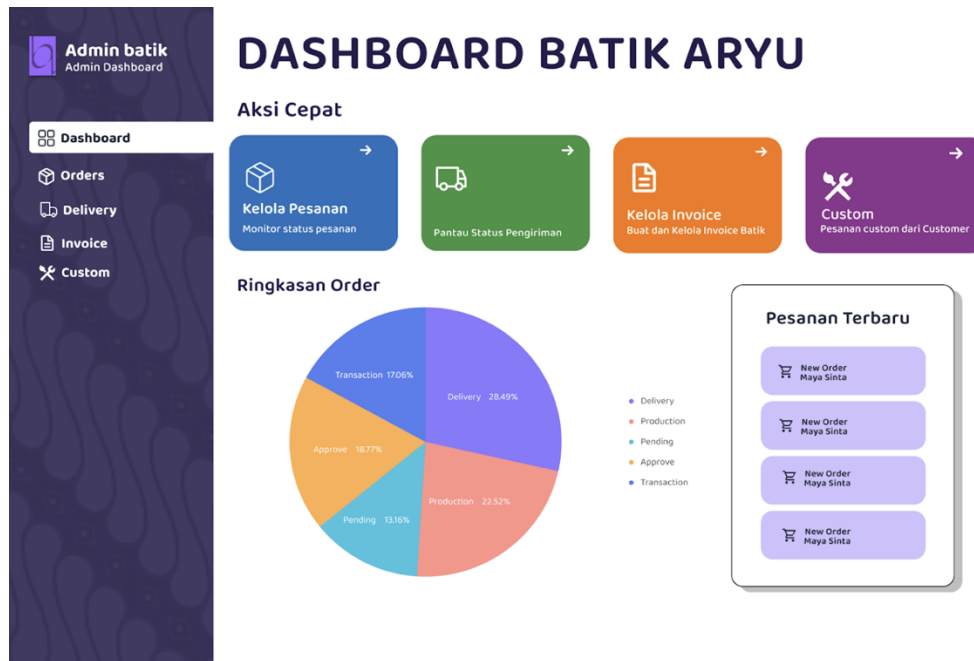 Admin batik
Admin Dashboard
Dashboard
Orders
Delivery
Invoice
Custom
DASHBOARD BATIK ARYU
Aksi Cepat
Kelola Pesanan
Monitor status pesanan
Pantau Status Pengiriman
Kelola Invoice
Buat dan Kelola Invoice Batik
Custom
Pesanan custom dari Customer
Ringkasan Order
Transaction 17.06%
Delivery 28.49%
Approve 18.77%
Production 22.52%
Pending 13.16%
Delivery
Production
Pending
Approve
Transaction
Pesanan Terbaru
New Order
Maya Sinta
New Order
Maya Sinta
New Order
Maya Sinta
New Order
Maya Sinta